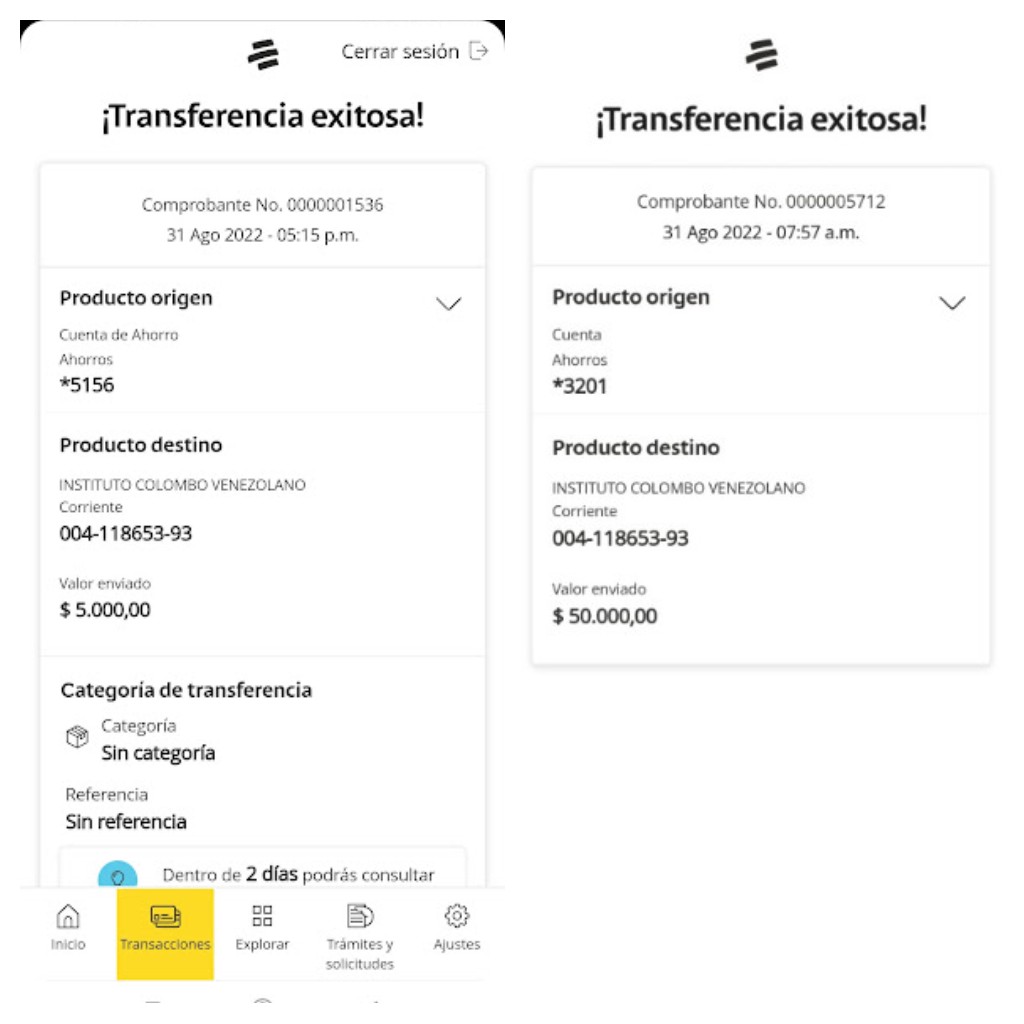 Cerrar sesión
¡Transferencia exitosa!
Comprobante No. 0000001536
31 Ago 2022 - 05:15 p.m.
Producto origen
Cuenta de Ahorro
Ahorros
*5156
Producto destino
INSTITUTO COLOMBO VENEZOLANO
Corriente
004-118653-93
Valor enviado
$ 5.000,00
Categoría de transferencia
Categoría
Sin categoría
Referencia
Sin referencia
Dentro de 2 días podrás consultar
Inicio
Transacciones
Explorar
Trámites y
solicitudes
Ajustes
¡Transferencia exitosa!
Comprobante No. 0000005712
31 Ago 2022 - 07:57 a.m.
Producto origen
Cuenta
Ahorros
*3201
Producto destino
INSTITUTO COLOMBO VENEZOLANO
Corriente
004-118653-93
Valor enviado
$ 50.000,00